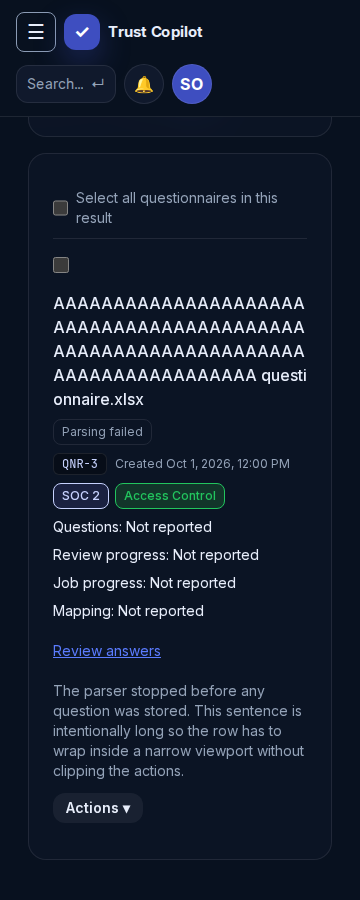 ☰ Trust Copilot
Search... ↵ 🔔 SO
Select all questionnaires in this
result
AAAAAAAAAAAAAAAAAAAAA
AAAAAAAAAAAAAAAAAAAAA
AAAAAAAAAAAAAAAAAAAAA
AAAAAAAAAAAAAAAAA questi
onnaire.xlsx
Parsing failed
QNR-3 Created Oct 1, 2026, 12:00 PM
SOC 2 Access Control
Questions: Not reported
Review progress: Not reported
Job progress: Not reported
Mapping: Not reported
Review answers
The parser stopped before any
question was stored. This sentence is
intentionally long so the row has to
wrap inside a narrow viewport without
clipping the actions.
Actions ▾